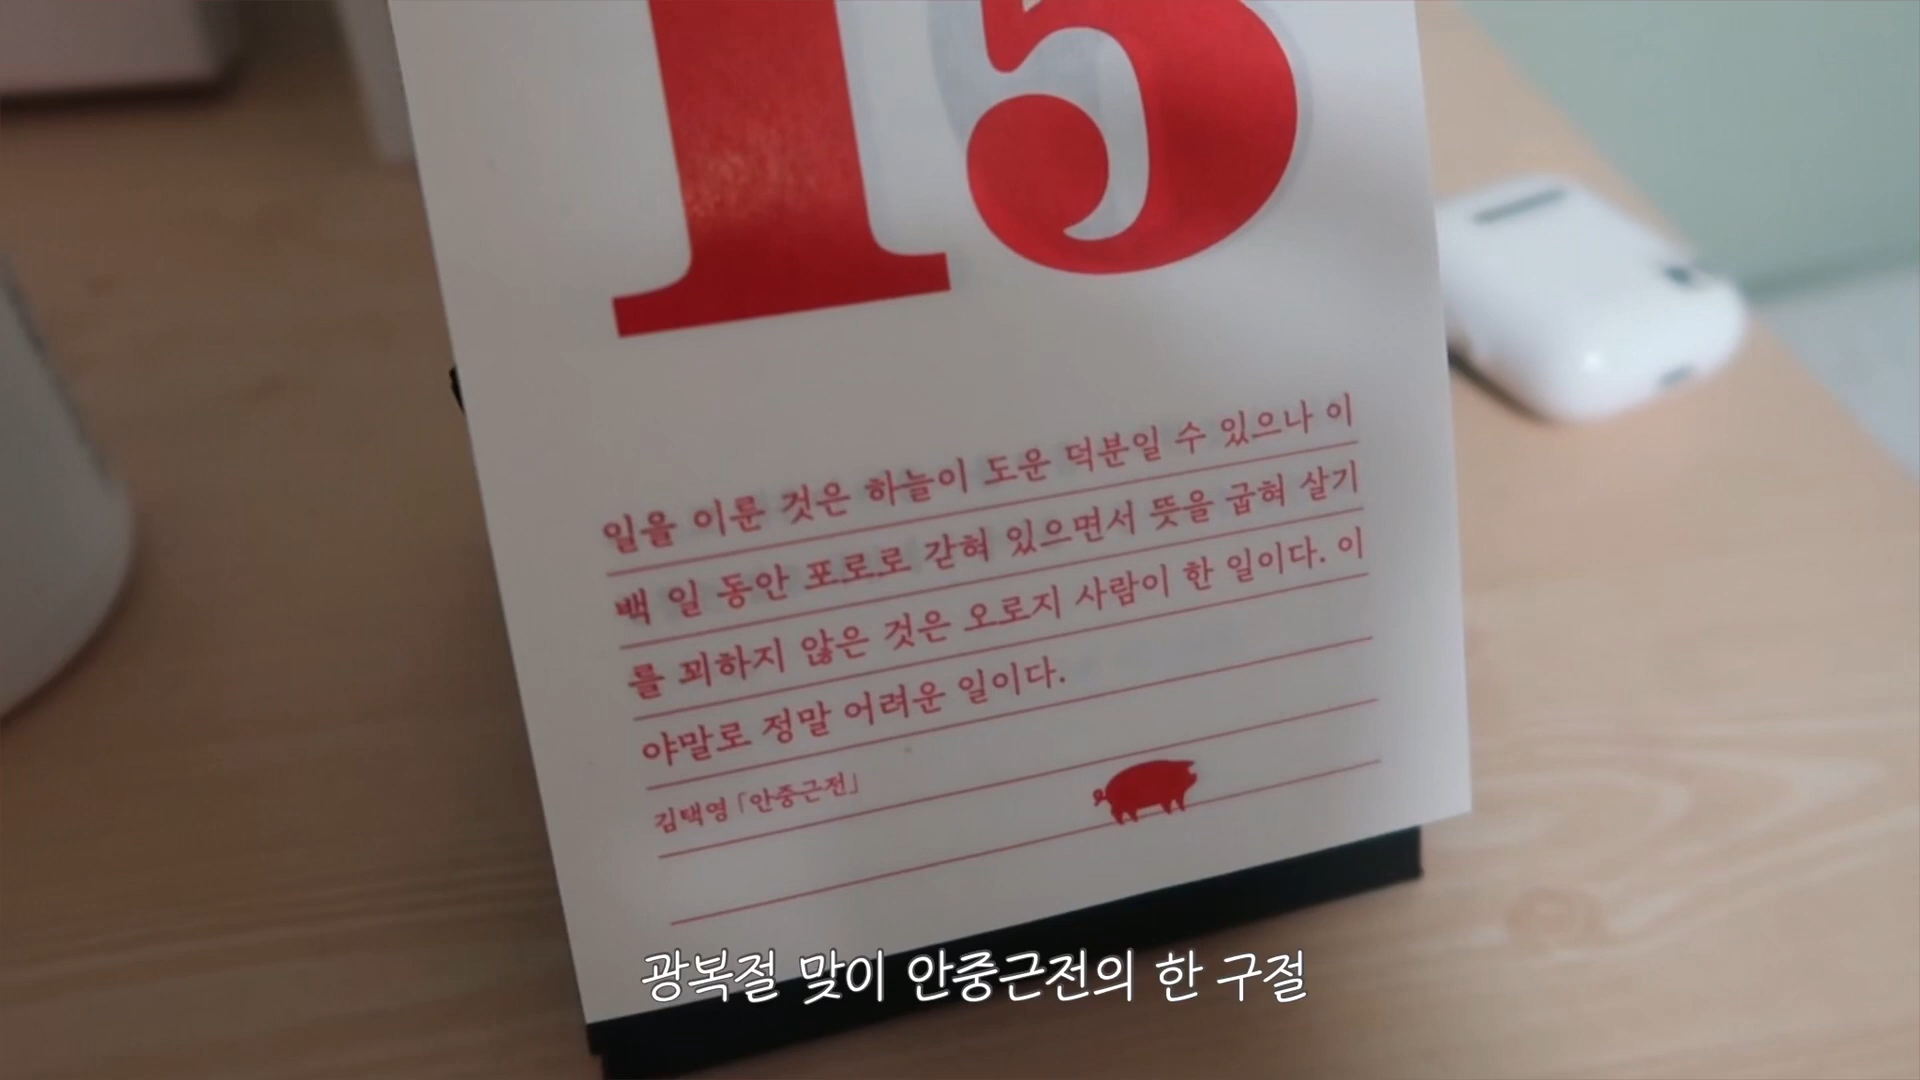 15
일을 이룬 것은 하늘이 도운 덕분일 수 있으나 이
백 일 동안 포로로 갇혀 있으면서 뜻을 굽혀 살기
를 꾀하지 않은 것은 오로지 사람이 한 일이다. 이
야말로 정말 어려운 일이다.
김택영 「안중근전」
광복절 맞이 안중근전의 한 구절